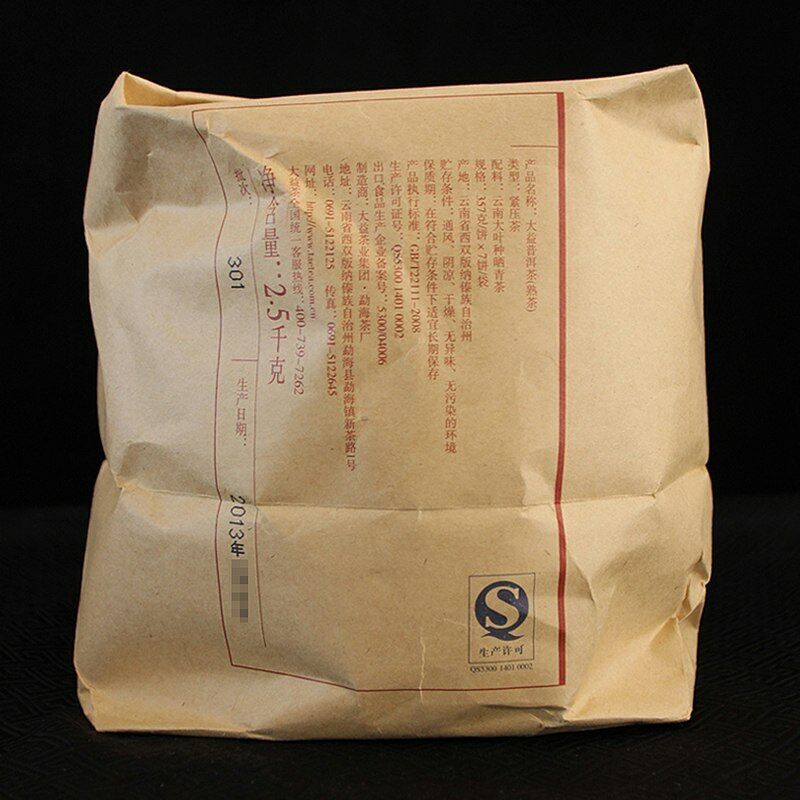 产品名称：大益普洱茶(熟茶)
类型：紧压茶
配料：云南大叶种晒青茶
规格：357克/饼×7饼/袋
产地：云南省西双版纳傣族自治州
贮存条件：通风、阴凉、干燥、无异味、无污染的环境
保质期：在符合贮存条件下适宜长期保存
产品执行标准：GB/T22111-2008
生产许可证号：QS5300 1401 0002
出口食品生产企业备案号：5300/04006
制造商：大益茶业集团·勐海茶厂
地址：云南省西双版纳傣族自治州勐海县勐海镇新茶路1号
电话：0691-5122125 传真：0691-5122645
网址：http://www.taetea.com.cn
大益茶全国统一客服热线：400-739-7262
净含量：2.5千克
批次：301 生产日期：2013年
S
生产许可
QS5300 1401 0002